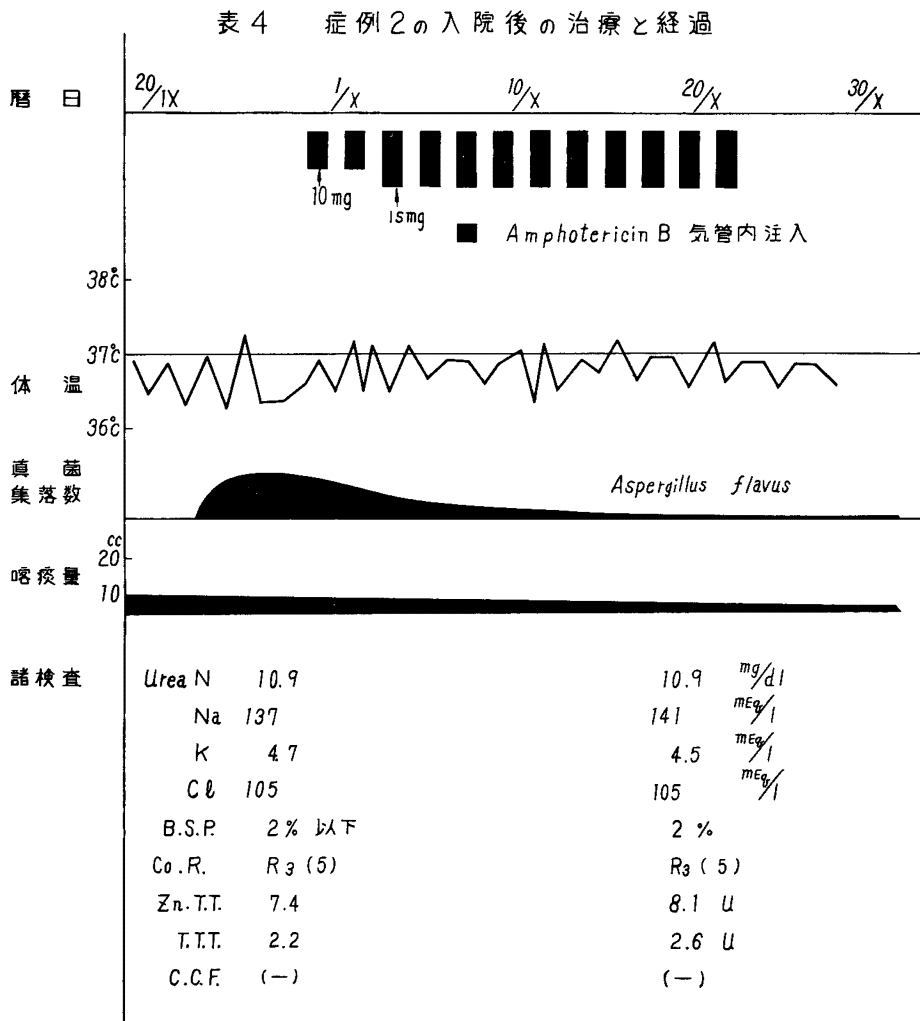 表4 症例2の入院後の治療と経過
暦日 20/IX 1/X 10/X 20/X 30/X
10mg
15mg
■ Amphotericin B 気管内注入
38℃
37℃
体温
36℃
真菌
集落数 Aspergillus flavus
cc
20
喀痰量
10
諸検査 Urea N 10.9 10.9 mg/dl
Na 137 141 mEq/l
K 4.7 4.5 mEq/l
Cl 105 105 mEq/l
B.S.P. 2% 以下 2 %
Co.R. R3(5) R3(5)
Zn.T.T. 7.4 8.1 U
T.T.T. 2.2 2.6 U
C.C.F. (−) (−)